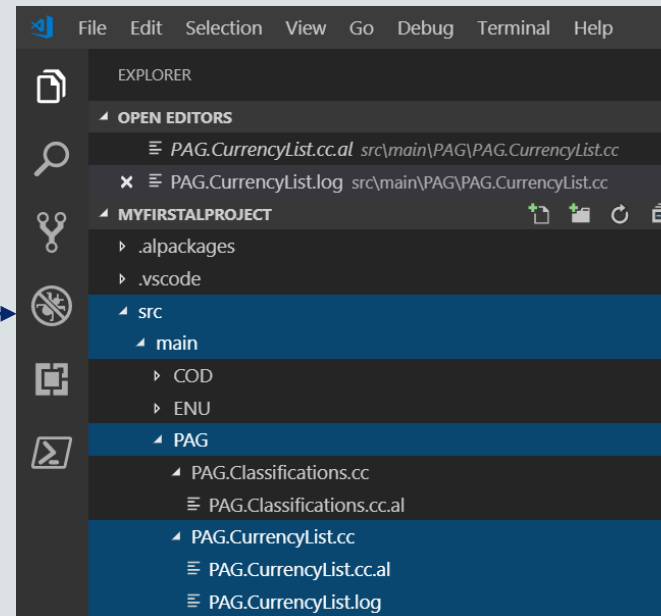 File Edit Selection View Go Debug Terminal Help
EXPLORER
OPEN EDITORS
PAG.CurrencyList.cc.al src\main\PAG\PAG.CurrencyList.cc
PAG.CurrencyList.log src\main\PAG\PAG.CurrencyList.cc
MYFIRSTALPROJECT
.alpackages
.vscode
src
main
COD
ENU
PAG
PAG.Classifications.cc
PAG.Classifications.cc.al
PAG.CurrencyList.cc
PAG.CurrencyList.cc.al
PAG.CurrencyList.log